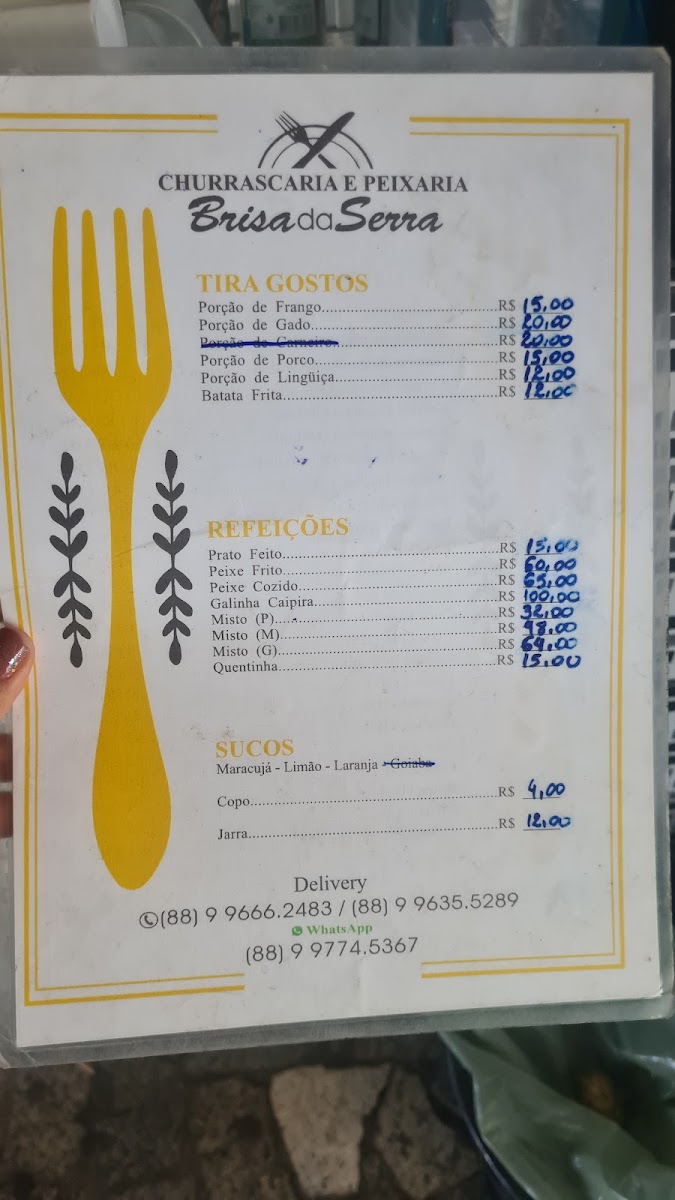 CHURRASCARIA E PEIXARIA
Brisa da Serra
TIRA GOSTOS
Porção de Frango R$ 15,00
Porção de Gado R$ 20,00
Porção de Carneiro R$ 20,00
Porção de Porco R$ 15,00
Porção de Lingüiça R$ 12,00
Batata Frita R$ 12,00
REFEIÇÕES
Prato Feito R$ 15,00
Peixe Frito R$ 60,00
Peixe Cozido R$ 65,00
Galinha Caipira R$ 100,00
Misto (P) R$ 32,00
Misto (M) R$ 48,00
Misto (G) R$ 64,00
Quentinha R$ 15,00
SUCOS
Maracujá - Limão - Laranja - Goiaba
Copo R$ 4,00
Jarra R$ 12,00
Delivery
(88) 9 9666.2483 / (88) 9 9635.5289
WhatsApp
(88) 9 9774.5367